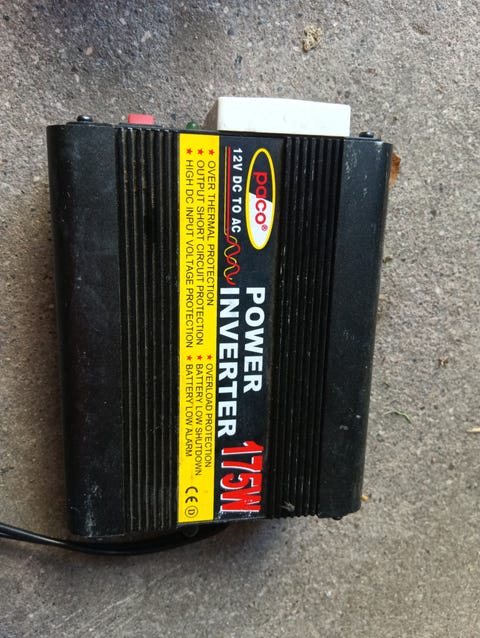 paco®
12V DC TO AC
POWER
INVERTER 175W
★ OVER THERMAL PROTECTION
★ OUTPUT SHORT CIRCUIT PROTECTION
★ HIGH DC INPUT VOLTAGE PROTECTION
★ OVERLOAD PROTECTION
★ BATTERY LOW SHUTDOWN
★ BATTERY LOW ALARM
CE D